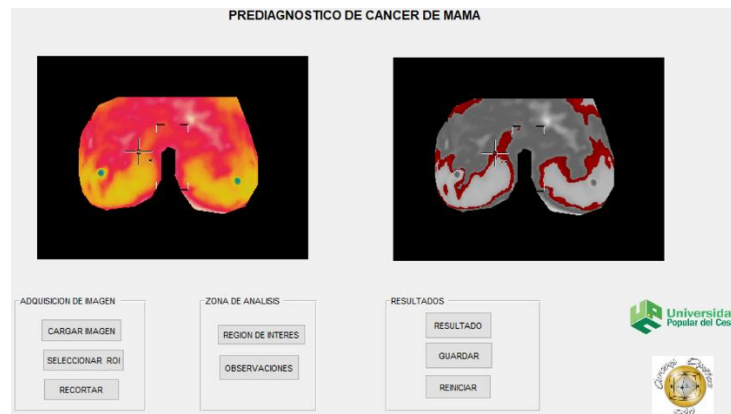 PREDIAGNOSTICO DE CANCER DE MAMA
ADQUISICION DE IMAGEN
CARGAR IMAGEN
SELECCIONAR ROI
RECORTAR
ZONA DE ANALISIS
REGION DE INTERES
OBSERVACIONES
RESULTADOS
RESULTADO
GUARDAR
REINICIAR
Universida
Popular del Ces